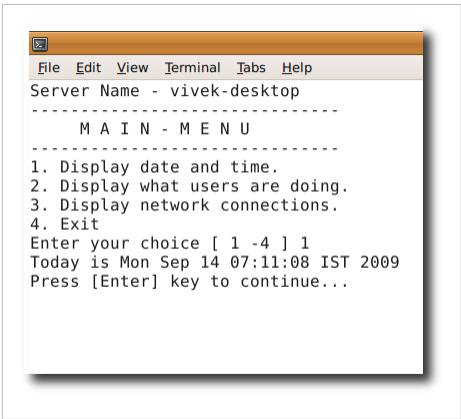 File Edit View Terminal Tabs Help
Server Name - vivek-desktop
-------------------------------
     M A I N - M E N U
-------------------------------
1. Display date and time.
2. Display what users are doing.
3. Display network connections.
4. Exit
Enter your choice [ 1 -4 ] 1
Today is Mon Sep 14 07:11:08 IST 2009
Press [Enter] key to continue...